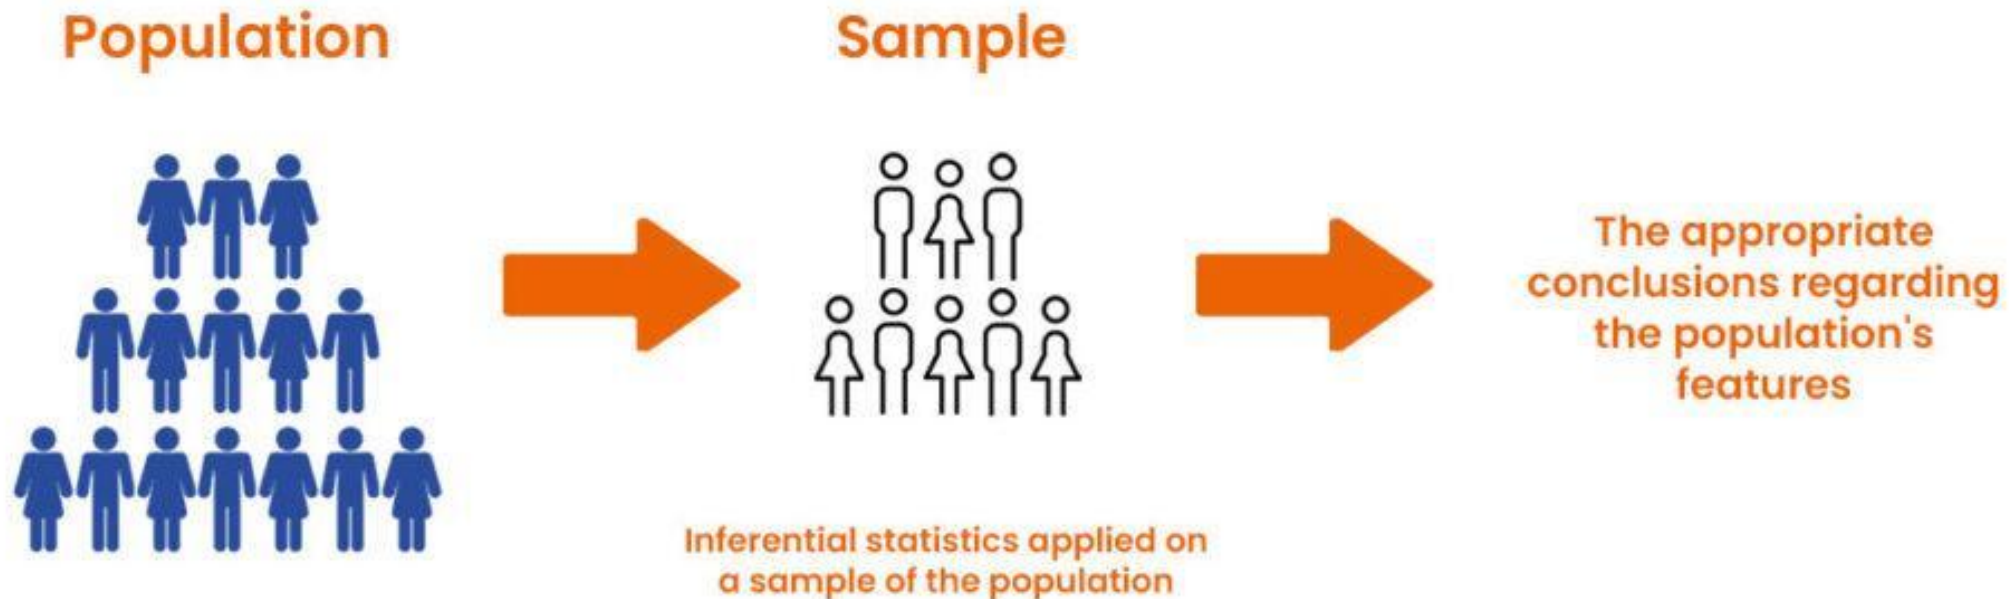 Population
Sample
The appropriate
conclusions regarding
the population's
features
Inferential statistics applied on
a sample of the population